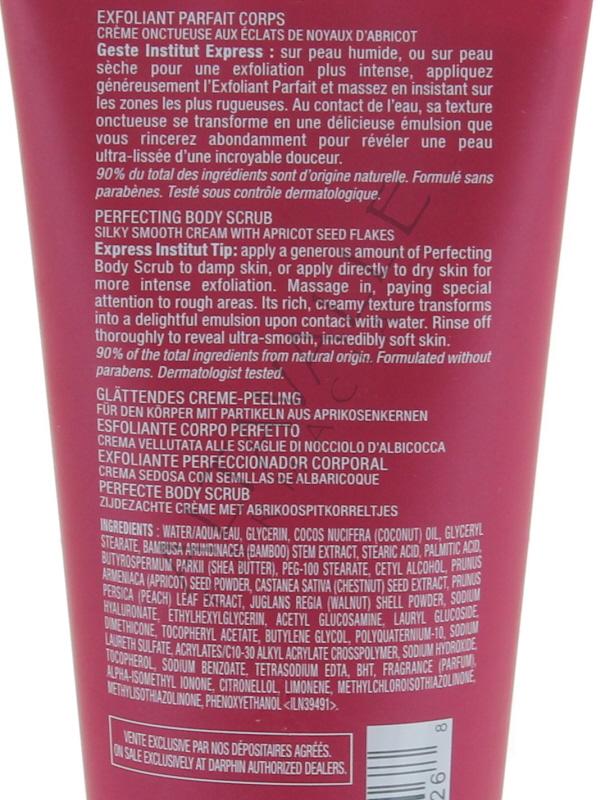 EXFOLIANT PARFAIT CORPS
CRÈME ONCTUEUSE AUX ÉCLATS DE NOYAUX D'ABRICOT
Geste Institut Express : sur peau humide, ou sur peau
sèche pour une exfoliation plus intense, appliquez
généreusement l'Exfoliant Parfait et massez en insistant sur
les zones les plus rugueuses. Au contact de l'eau, sa texture
onctueuse se transforme en une délicieuse émulsion que
vous rincerez abondamment pour révéler une peau
ultra-lissée d'une incroyable douceur.
90% du total des ingrédients sont d'origine naturelle. Formulé sans
parabènes. Testé sous contrôle dermatologique.
PERFECTING BODY SCRUB
SILKY SMOOTH CREAM WITH APRICOT SEED FLAKES
Express Institut Tip: apply a generous amount of Perfecting
Body Scrub to damp skin, or apply directly to dry skin for
more intense exfoliation. Massage in, paying special
attention to rough areas. Its rich, creamy texture transforms
into a delightful emulsion upon contact with water. Rinse off
thoroughly to reveal ultra-smooth, incredibly soft skin.
90% of the total ingredients from natural origin. Formulated without
parabens. Dermatologist tested.
GLÄTTENDES CREME-PEELING
FÜR DEN KÖRPER MIT PARTIKELN AUS APRIKOSENKERNEN
ESFOLIANTE CORPO PERFETTO
CREMA VELLUTATA ALLE SCAGLIE DI NOCCIOLO D'ALBICOCCA
EXFOLIANTE PERFECCIONADOR CORPORAL
CREMA SEDOSA CON SEMILLAS DE ALBARICOQUE
PERFECTE BODY SCRUB
ZIJDEZACHTE CRÈME MET ABRIKOOSPITKORRELTJES
INGREDIENTS : WATER/AQUA/EAU, GLYCERIN, COCOS NUCIFERA (COCONUT) OIL, GLYCERYL
STEARATE, BAMBUSA ARUNDINACEA (BAMBOO) STEM EXTRACT, STEARIC ACID, PALMITIC ACID,
BUTYROSPERMUM PARKII (SHEA BUTTER), PEG-100 STEARATE, CETYL ALCOHOL, PRUNUS
ARMENIACA (APRICOT) SEED POWDER, CASTANEA SATIVA (CHESTNUT) SEED EXTRACT, PRUNUS
PERSICA (PEACH) LEAF EXTRACT, JUGLANS REGIA (WALNUT) SHELL POWDER, SODIUM
HYALURONATE, ETHYLHEXYLGLYCERIN, ACETYL GLUCOSAMINE, LAURYL GLUCOSIDE,
DIMETHICONE, TOCOPHERYL ACETATE, BUTYLENE GLYCOL, POLYQUATERNIUM-10, SODIUM
LAURETH SULFATE, ACRYLATES/C10-30 ALKYL ACRYLATE CROSSPOLYMER, SODIUM HYDROXIDE,
TOCOPHEROL, SODIUM BENZOATE, TETRASODIUM EDTA, BHT, FRAGRANCE (PARFUM),
ALPHA-ISOMETHYL IONONE, CITRONELLOL, LIMONENE, METHYLCHLOROISOTHIAZOLINONE,
METHYLISOTHIAZOLINONE, PHENOXYETHANOL <ILN39491>.
VENTE EXCLUSIVE PAR NOS DÉPOSITAIRES AGRÉÉS.
ON SALE EXCLUSIVELY AT DARPHIN AUTHORIZED DEALERS.
26 8